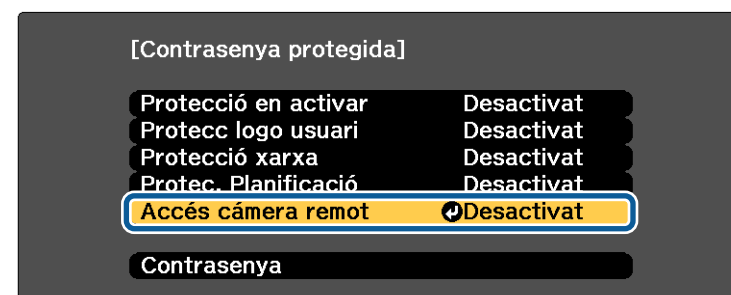 [Contrasenya protegida]
Protecció en activar Desactivat
Protecc logo usuari Desactivat
Protecció xarxa Desactivat
Protec. Planificació Desactivat
Accés cámera remot Desactivat
Contrasenya